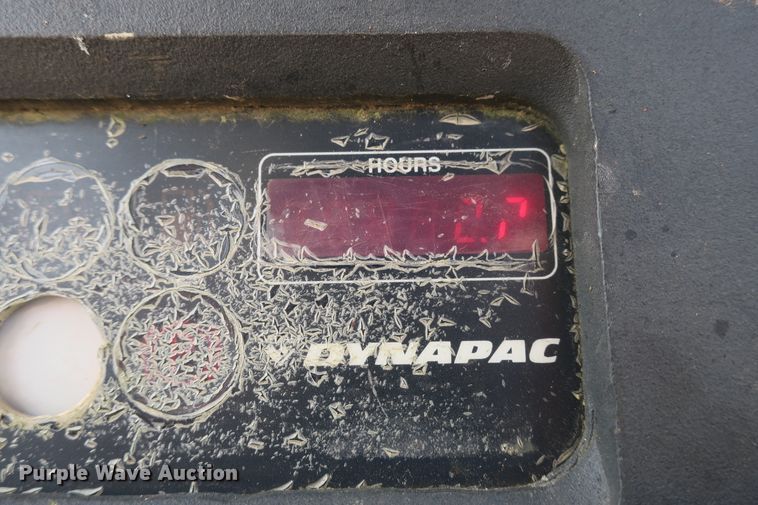 HOURS
2.7
DYNAPAC
Purple Wave Auction